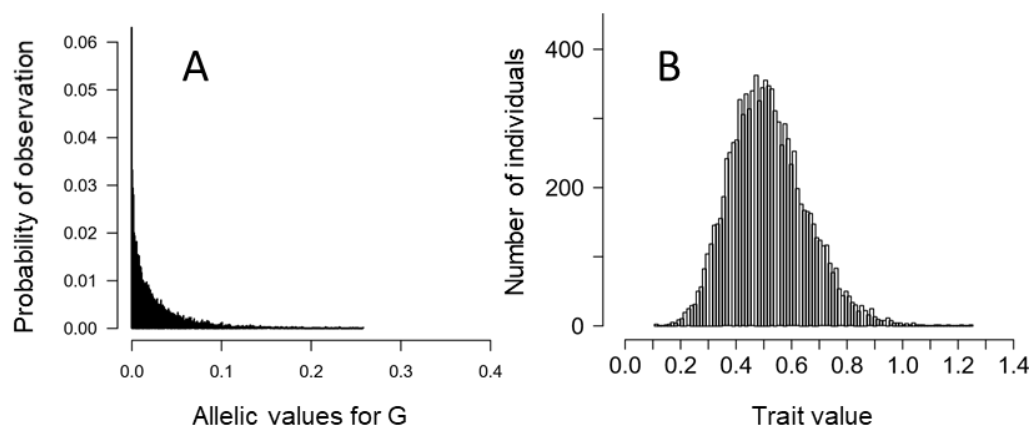 A
Probability of observation
0.06
0.05
0.04
0.03
0.02
0.01
0.00
0.0 0.1 0.2 0.3 0.4
Allelic values for G
B
Number of individuals
400
200
0
0.0 0.2 0.4 0.6 0.8 1.0 1.2 1.4
Trait value